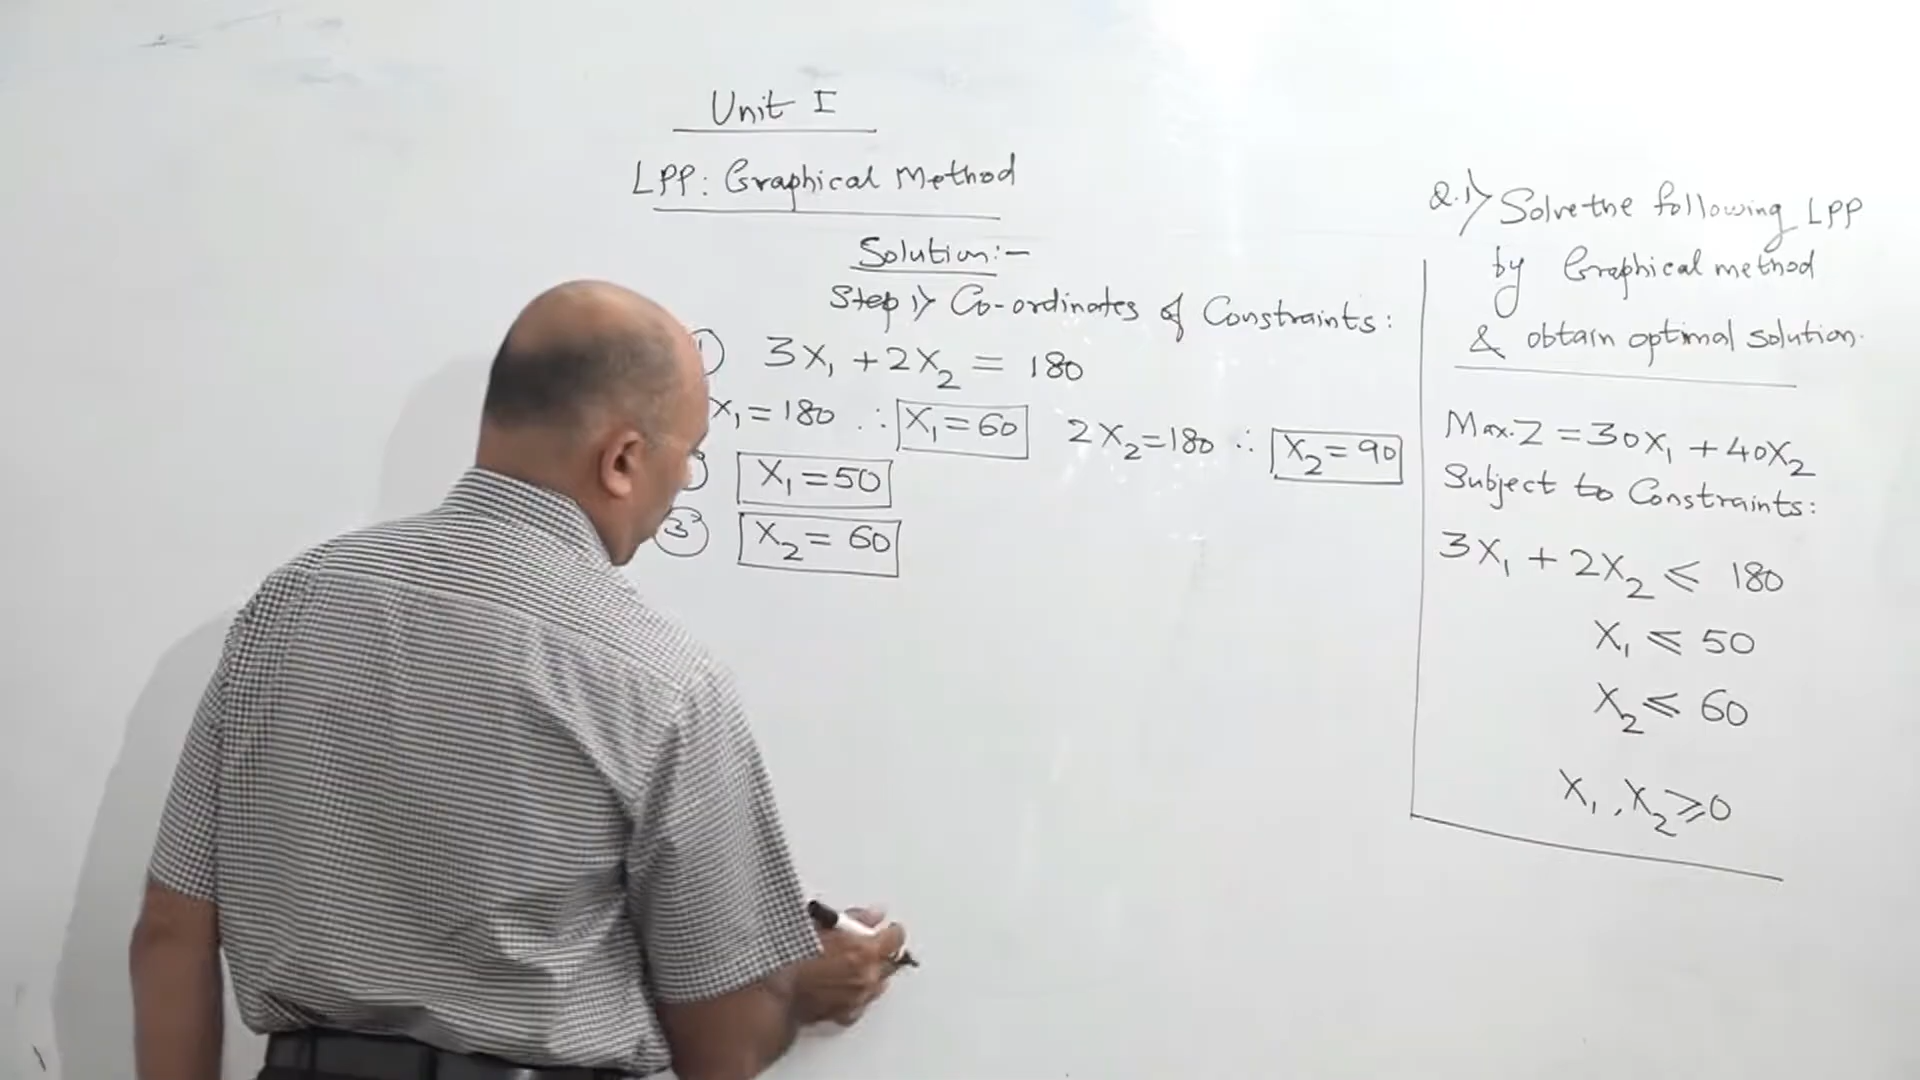 Unit I
LPP: Graphical Method
Solution:-
Step 1) Co-ordinates of Constraints:
3X₁ + 2X₂ = 180
X₁ = 180 ∴ X₁ = 60 2X₂ = 180 ∴ X₂ = 90
X₁ = 50
③ X₂ = 60
Q.1) Solve the following LPP
by Graphical method
& obtain optimal solution.
Max. Z = 30X₁ + 40X₂
Subject to Constraints:
3X₁ + 2X₂ ≤ 180
X₁ ≤ 50
X₂ ≤ 60
X₁, X₂ ≥ 0